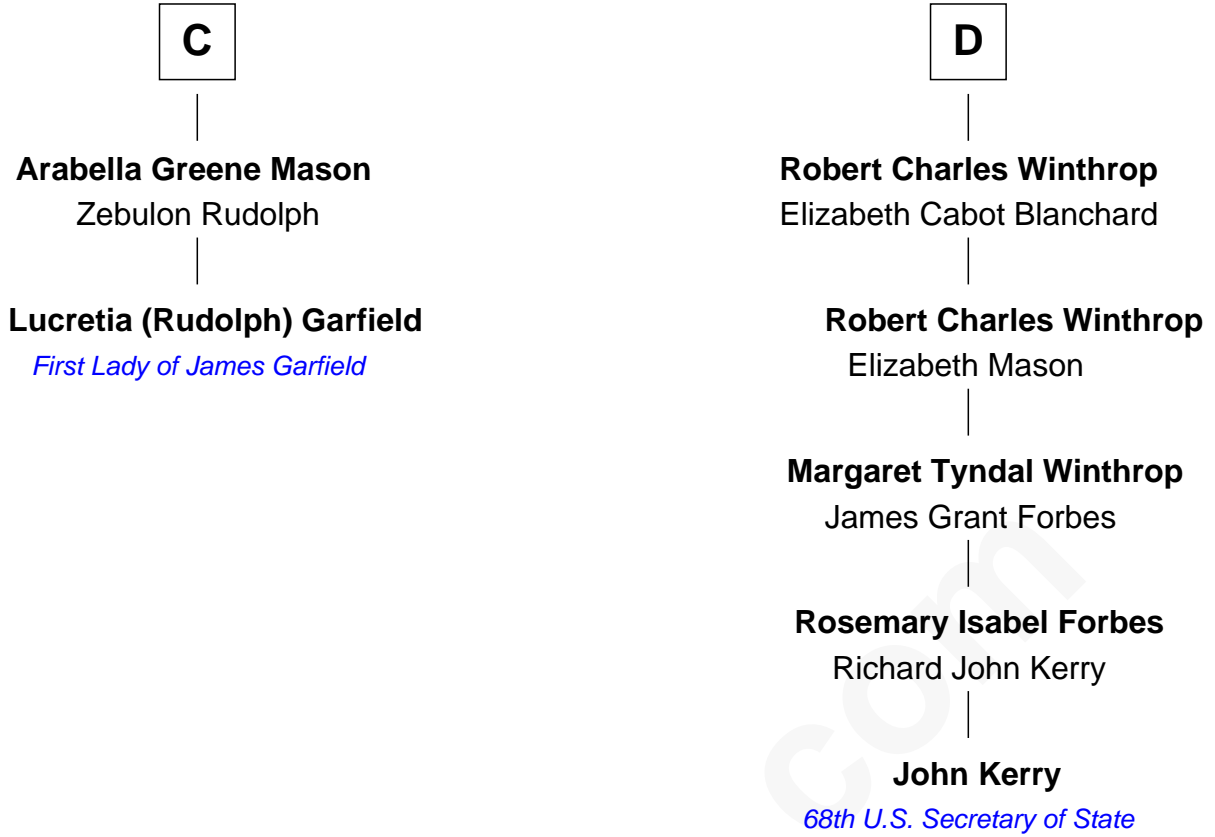 C
Arabella Greene Mason
Zebulon Rudolph
Lucretia (Rudolph) Garfield
First Lady of James Garfield
D
Robert Charles Winthrop
Elizabeth Cabot Blanchard
Robert Charles Winthrop
Elizabeth Mason
Margaret Tyndal Winthrop
James Grant Forbes
Rosemary Isabel Forbes
Richard John Kerry
John Kerry
68th U.S. Secretary of State
com